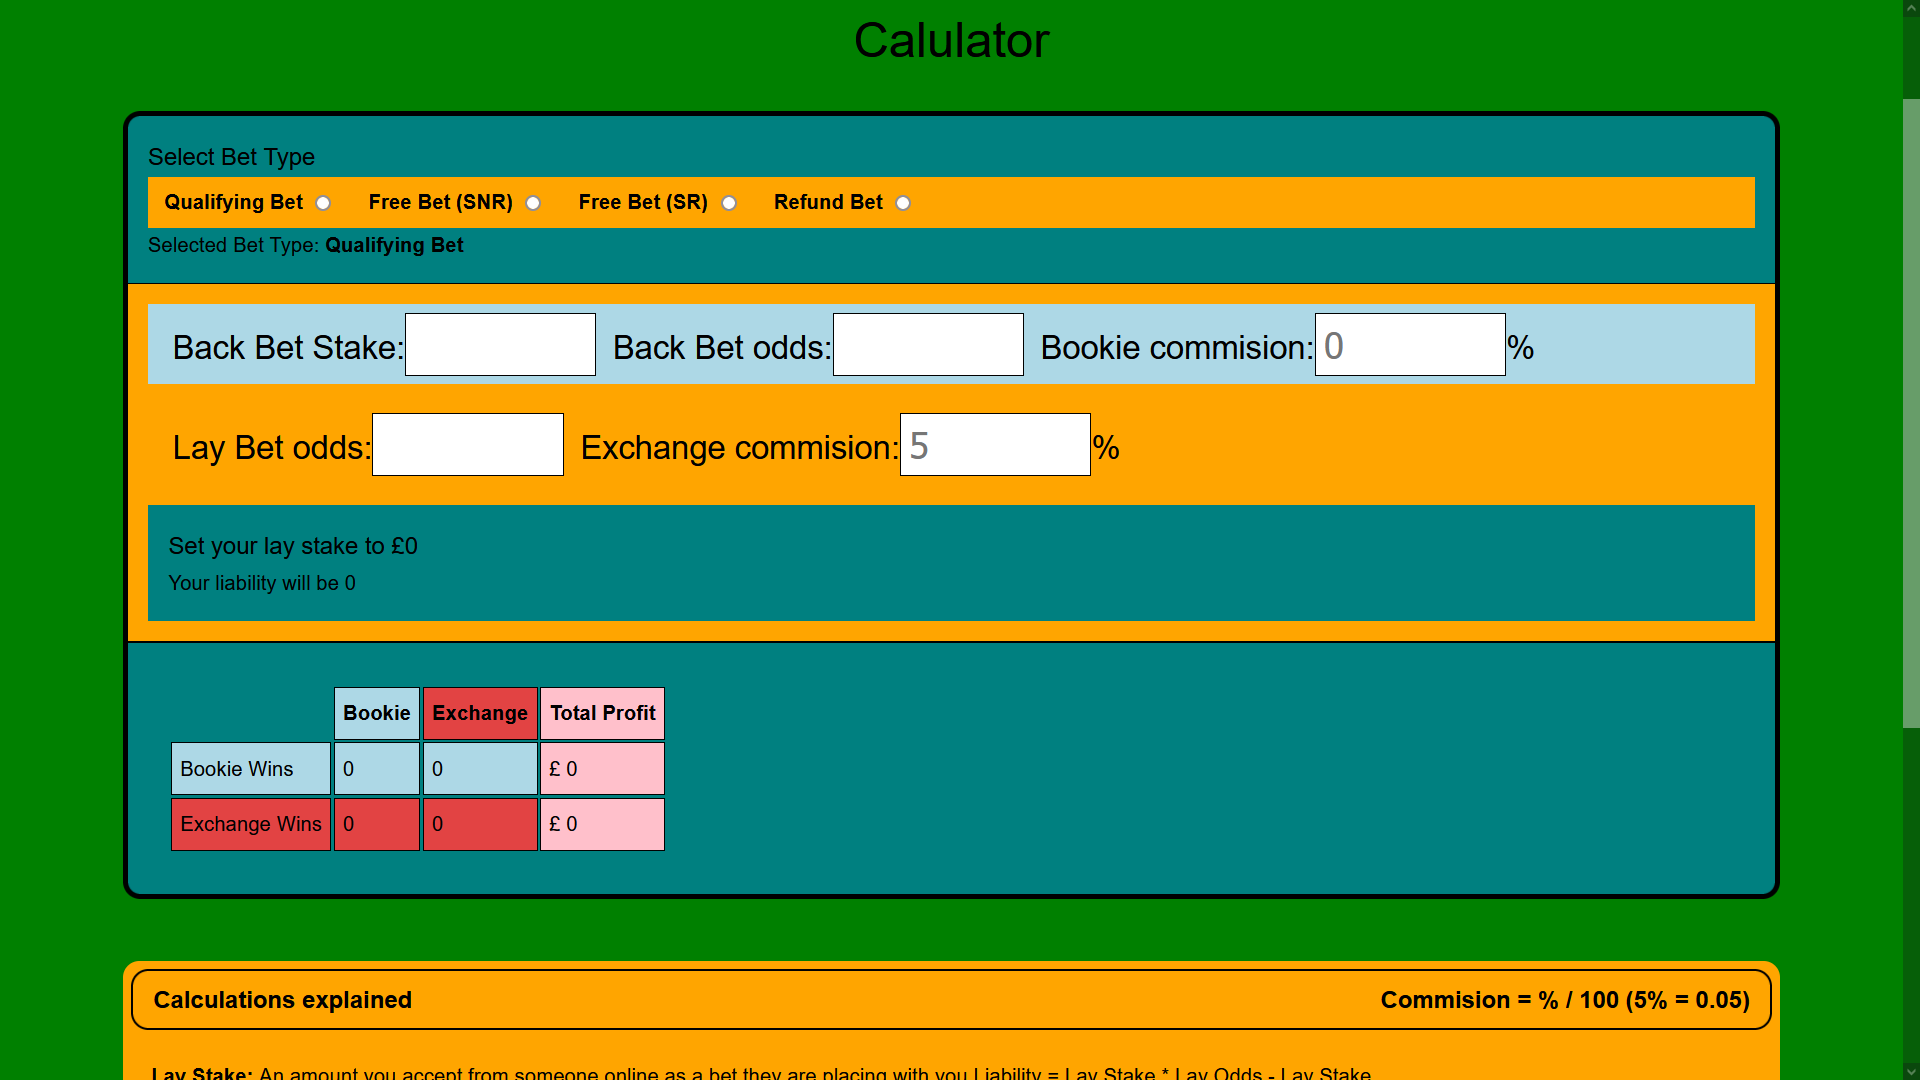 Calulator
Select Bet Type
Qualifying Bet Free Bet (SNR) Free Bet (SR) Refund Bet
Selected Bet Type: Qualifying Bet
Back Bet Stake: Back Bet odds: Bookie commision: 0 %
Lay Bet odds: Exchange commision: 5 %
Set your lay stake to £0
Your liability will be 0
Bookie Exchange Total Profit
Bookie Wins 0 0 £ 0
Exchange Wins 0 0 £ 0
Calculations explained Commision = % / 100 (5% = 0.05)
Lay Stake: An amount you accept from someone online as a bet they are placing with you Liability = Lay Stake * Lay Odds - Lay Stake